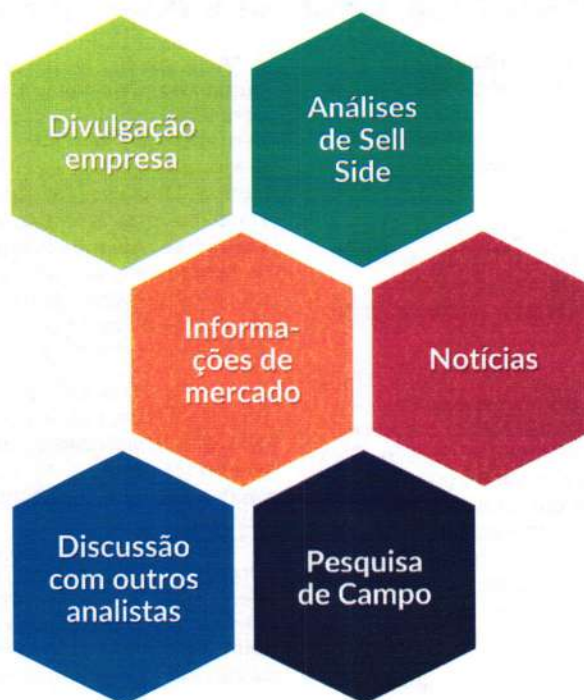 Divulgação
empresa
Análises
de Sell
Side
Informa-
ções de
mercado
Notícias
Discussão
com outros
analistas
Pesquisa
de Campo